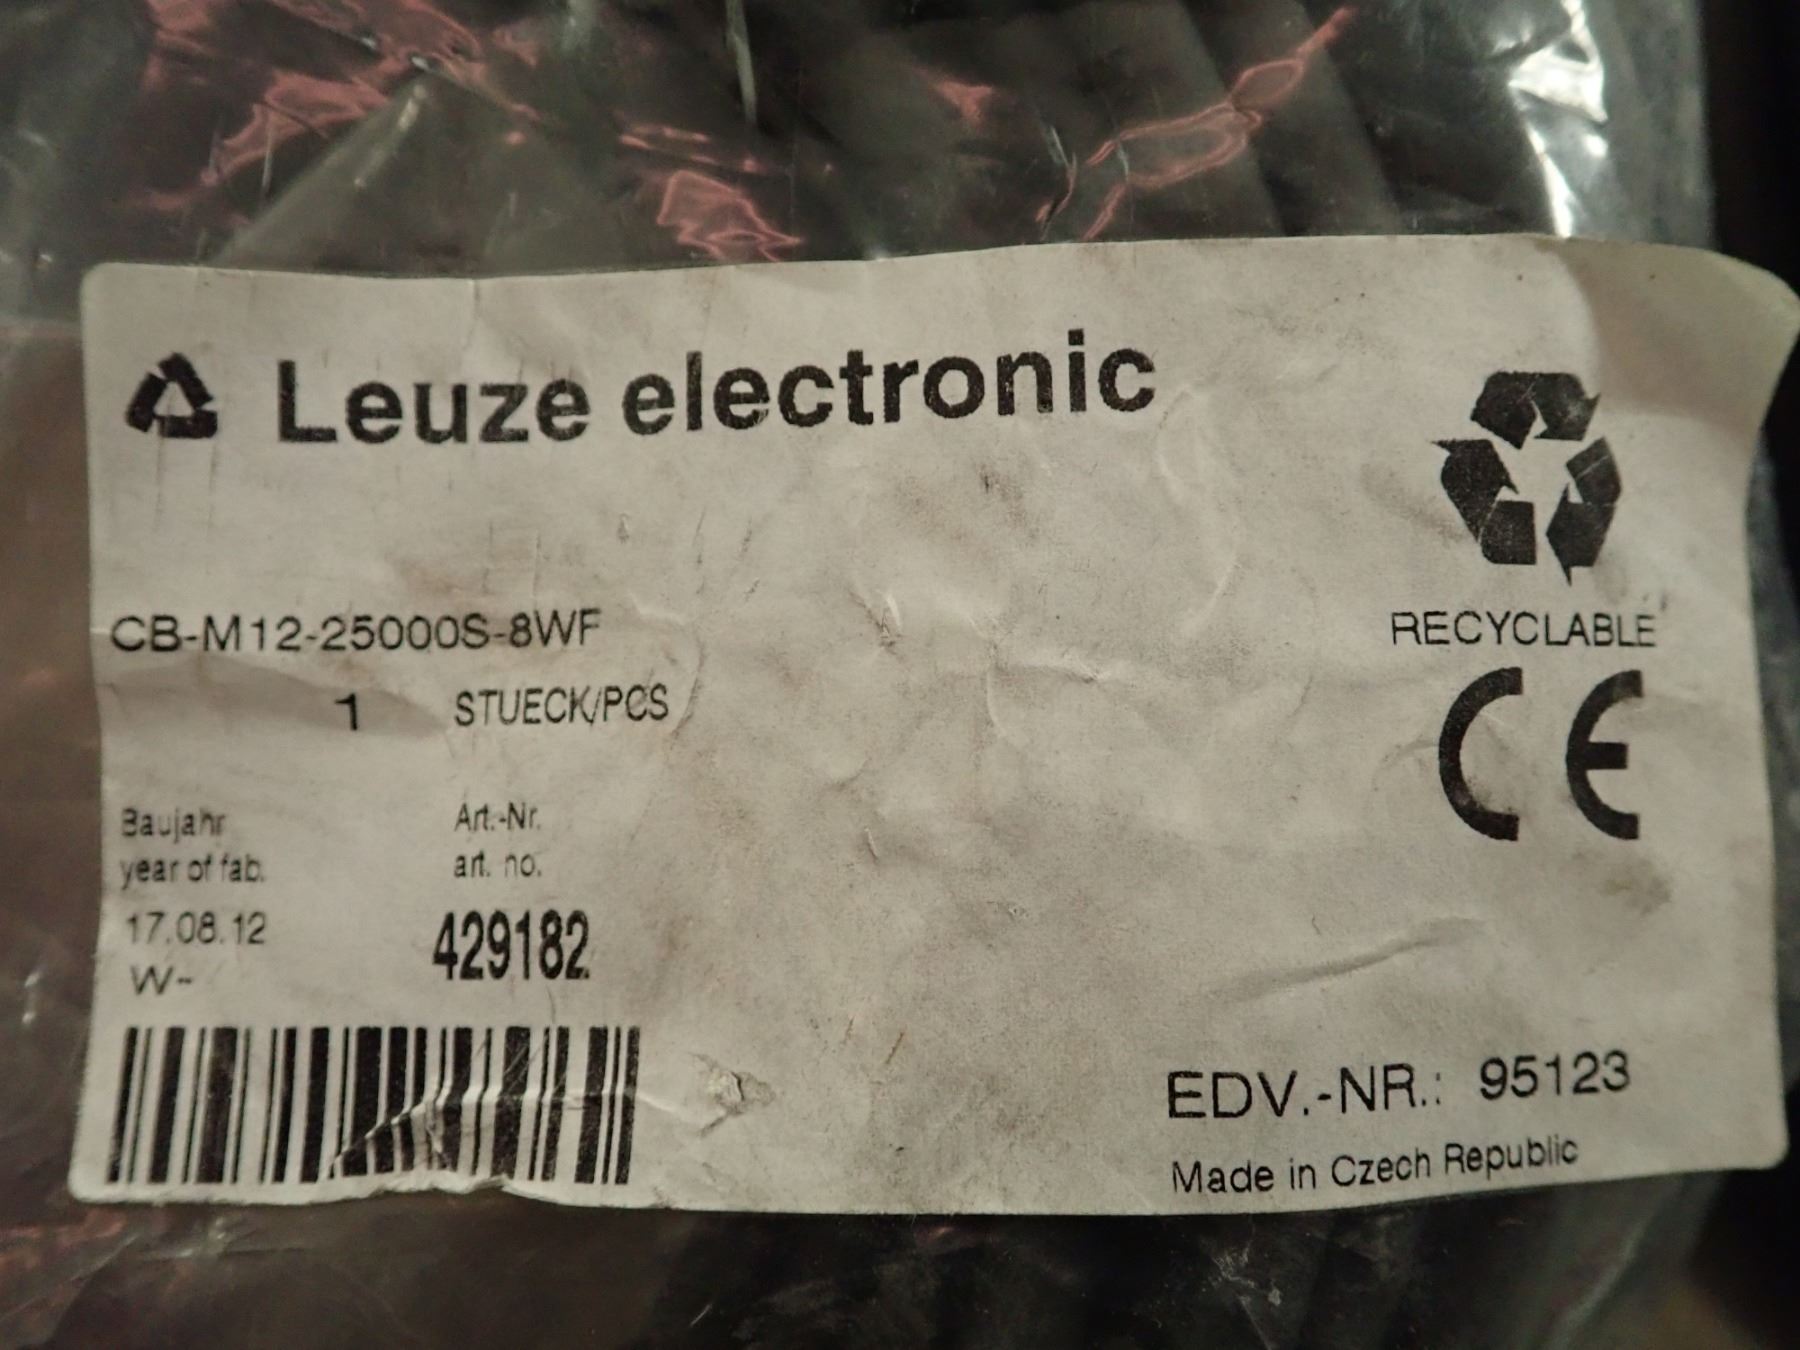 Leuze electronic
CB-M12-25000S-8WF
1 STUECK/PCS
RECYCLABLE
CE
Baujahr Art.-Nr.
year of fab. art. no.
17.08.12 429182
W-
EDV.-NR.: 95123
Made in Czech Republic